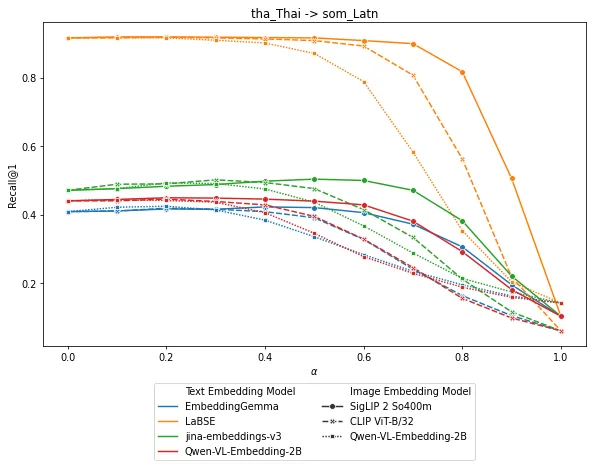 tha_Thai -> som_Latn
Recall@1
0.8
0.6
0.4
0.2
0.0 0.2 0.4 0.6 0.8 1.0
α
Text Embedding Model
EmbeddingGemma
LaBSE
jina-embeddings-v3
Qwen-VL-Embedding-2B
Image Embedding Model
SigLIP 2 So400m
CLIP ViT-B/32
Qwen-VL-Embedding-2B